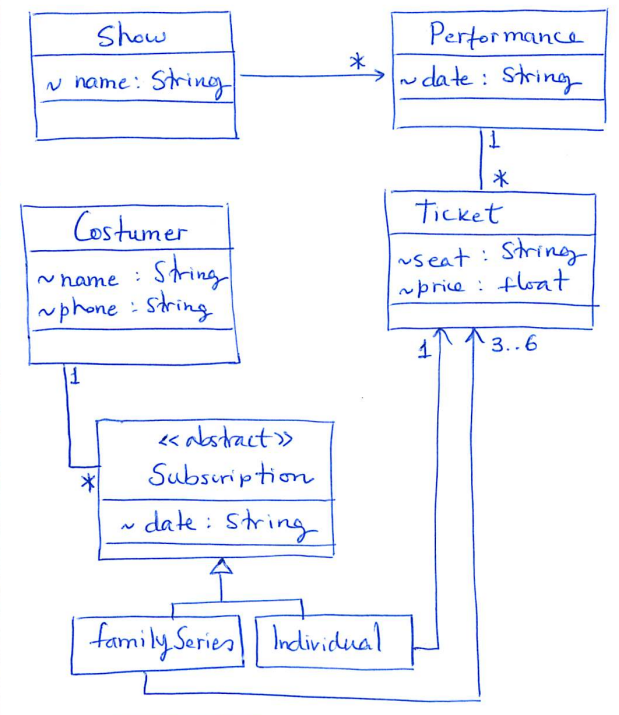 Show
~ name: String
*
Performance
~date: String
1
*
Ticket
~seat: String
~price: float
Costumer
~name: String
~phone: String
1
*
1
3..6
<<abstract>>
Subscription
~ date: String
familySeries
Individual